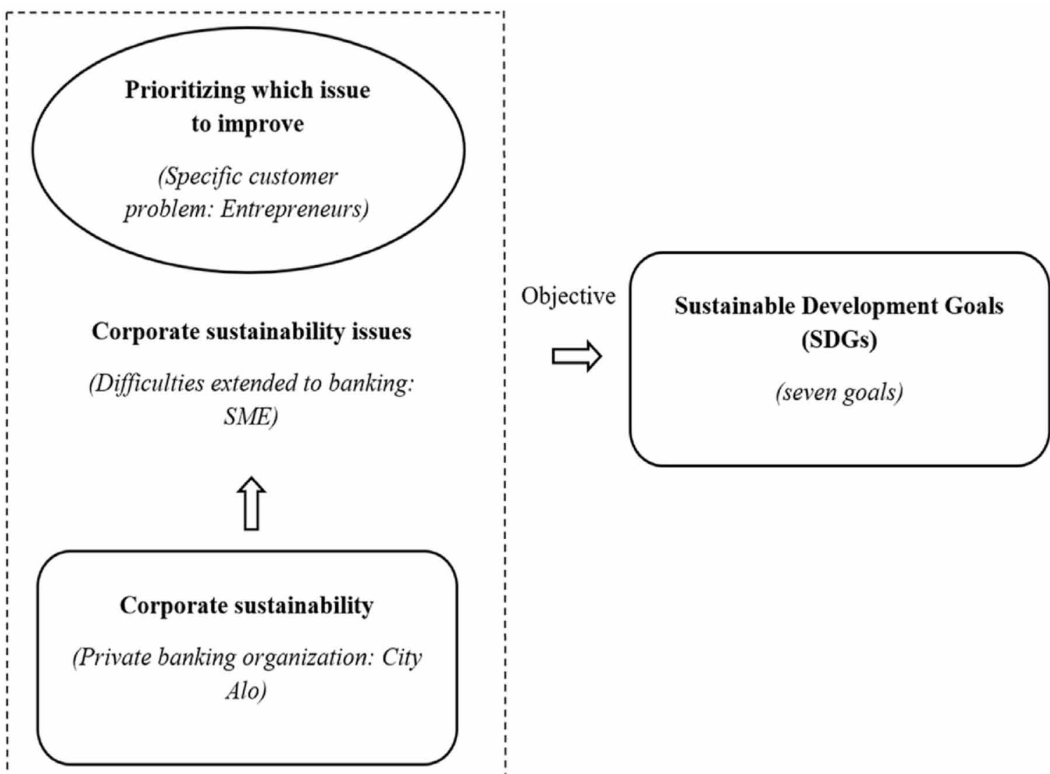 Prioritizing which issue
to improve
(Specific customer
problem: Entrepreneurs)
Corporate sustainability issues
(Difficulties extended to banking:
SME)
Corporate sustainability
(Private banking organization: City
Alo)
Objective
Sustainable Development Goals
(SDGs)
(seven goals)